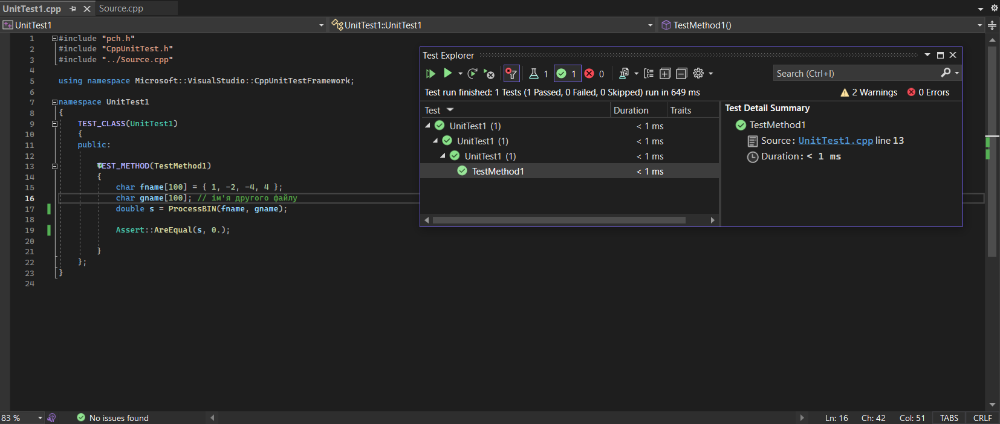 UnitTest1.cpp
Source.cpp
UnitTest1
UnitTest1::UnitTest1
TestMethod1()
1 #include "pch.h"
2 #include "CppUnitTest.h"
3 #include "../Source.cpp"
4
5 using namespace Microsoft::VisualStudio::CppUnitTestFramework;
6
7 namespace UnitTest1
8 {
9 TEST_CLASS(UnitTest1)
10 {
11 public:
12
13 TEST_METHOD(TestMethod1)
14 {
15 char fname[100] = { 1, -2, -4, 4 };
16 char gname[100]; // ім'я другого файлу
17 double s = ProcessBIN(fname, gname);
18
19 Assert::AreEqual(s, 0.);
20
21 }
22 };
23 }
24
Test Explorer
1 1 0
Search (Ctrl+I)
Test run finished: 1 Tests (1 Passed, 0 Failed, 0 Skipped) run in 649 ms
2 Warnings 0 Errors
Test Duration Traits
UnitTest1 (1) < 1 ms
UnitTest1 (1) < 1 ms
UnitTest1 (1) < 1 ms
TestMethod1 < 1 ms
Test Detail Summary
TestMethod1
Source: UnitTest1.cpp line 13
Duration: < 1 ms
83 % No issues found Ln: 16 Ch: 42 Col: 51 TABS CRLF